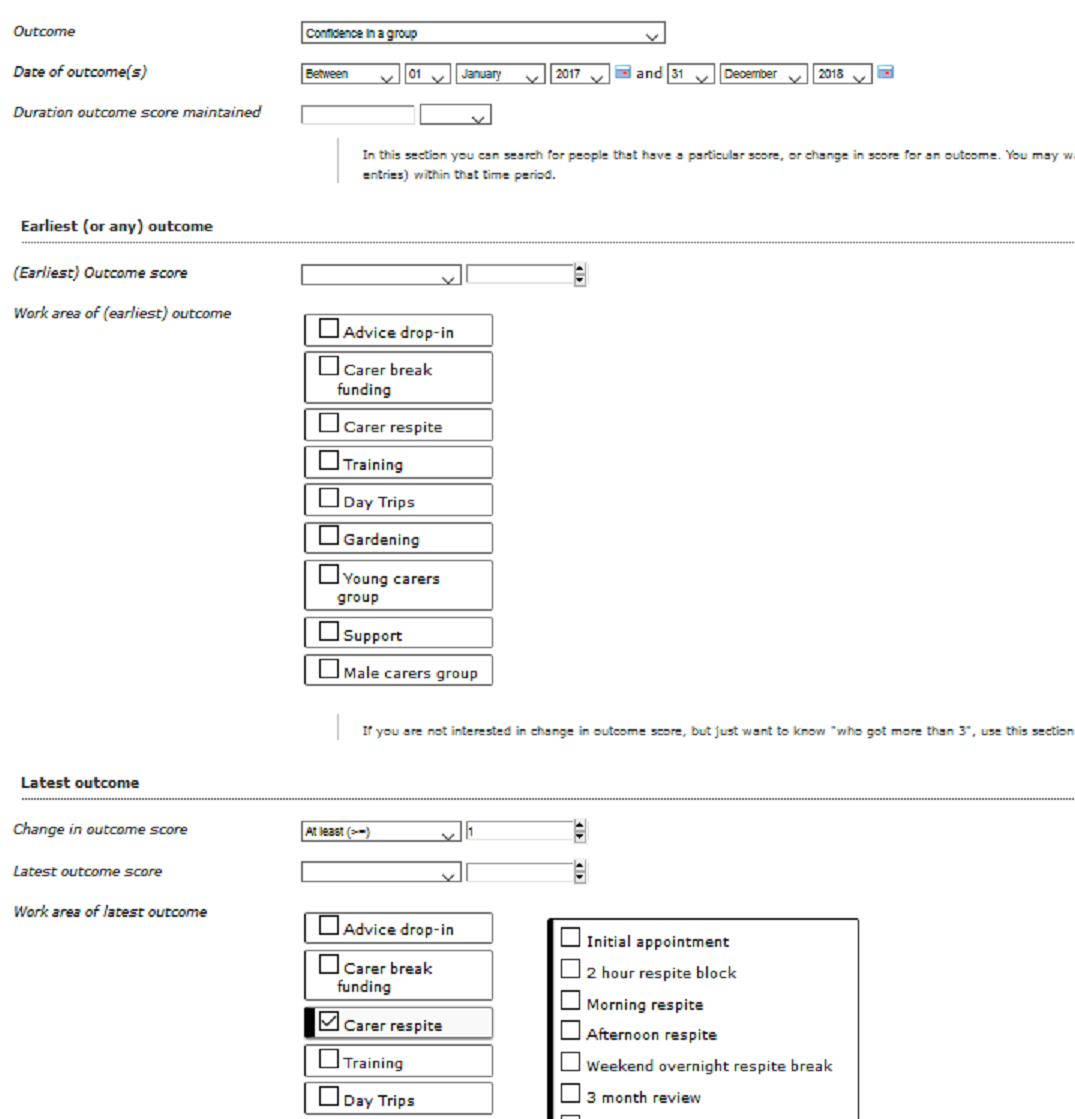 Outcome Confidence in a group
Date of outcome(s) Between 01 January 2017 and 31 December 2018
Duration outcome score maintained
In this section you can search for people that have a particular score, or change in score for an outcome. You may
entries) within that time period.
Earliest (or any) outcome
(Earliest) Outcome score
Work area of (earliest) outcome
Advice drop-in
Carer break
funding
Carer respite
Training
Day Trips
Gardening
Young carers
group
Support
Male carers group
If you are not interested in change in outcome score, but just want to know "who got more than 3", use this section
Latest outcome
Change in outcome score At least (>=) 1
Latest outcome score
Work area of latest outcome
Advice drop-in
Carer break
funding
Carer respite
Training
Day Trips
Initial appointment
2 hour respite block
Morning respite
Afternoon respite
Weekend overnight respite break
3 month review